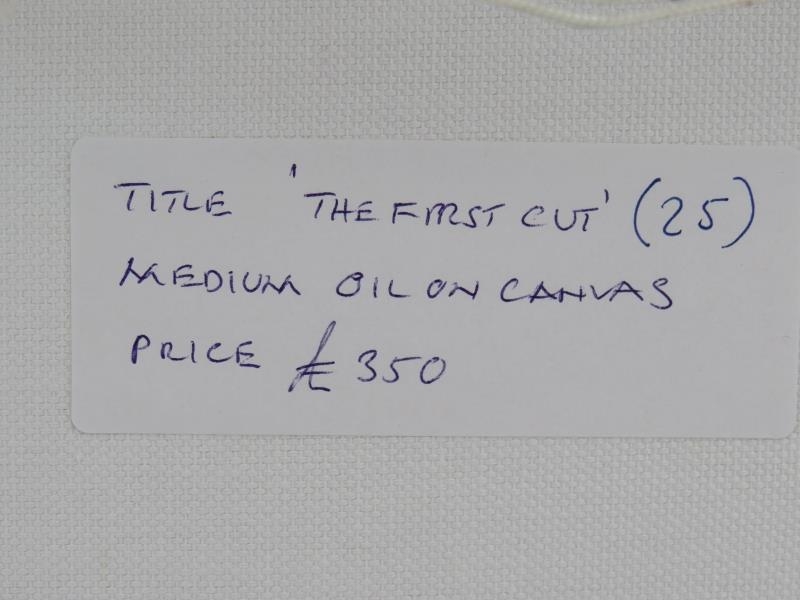 TITLE 'THE FIRST CUT' (25)
MEDIUM OIL ON CANVAS
PRICE £350